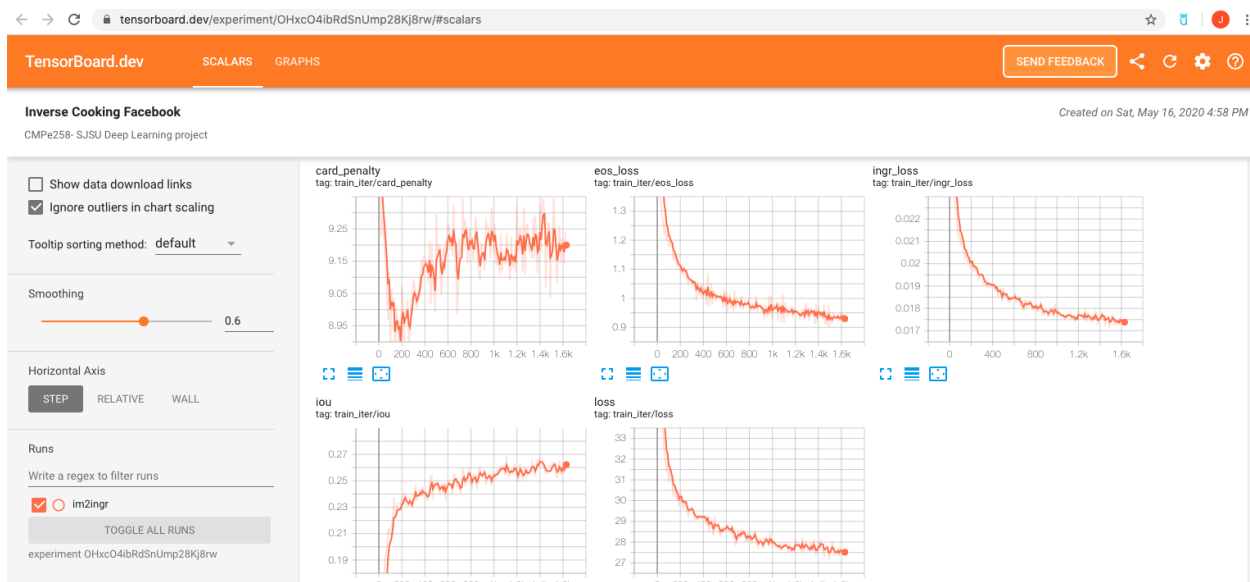 tensorboard.dev/experiment/OHxcO4ibRdSnUmp28Kj8rw/#scalars
J
TensorBoard.dev
SCALARS
GRAPHS
SEND FEEDBACK
Inverse Cooking Facebook
Created on Sat, May 16, 2020 4:58 PM
CMPe258- SJSU Deep Learning project
Show data download links
Ignore outliers in chart scaling
Tooltip sorting method: default
Smoothing
0.6
Horizontal Axis
STEP RELATIVE WALL
Runs
Write a regex to filter runs
im2ingr
TOGGLE ALL RUNS
experiment OHxcO4ibRdSnUmp28Kj8rw
card_penalty
tag: train_iter/card_penalty
9.25
9.15
9.05
8.95
0 200 400 600 800 1k 1.2k 1.4k 1.6k
eos_loss
tag: train_iter/eos_loss
1.3
1.2
1.1
1
0.9
0 200 400 600 800 1k 1.2k 1.4k 1.6k
ingr_loss
tag: train_iter/ingr_loss
0.022
0.021
0.02
0.019
0.018
0.017
0 400 800 1.2k 1.6k
iou
tag: train_iter/iou
0.27
0.25
0.23
0.21
0.19
loss
tag: train_iter/loss
33
32
31
30
29
28
27